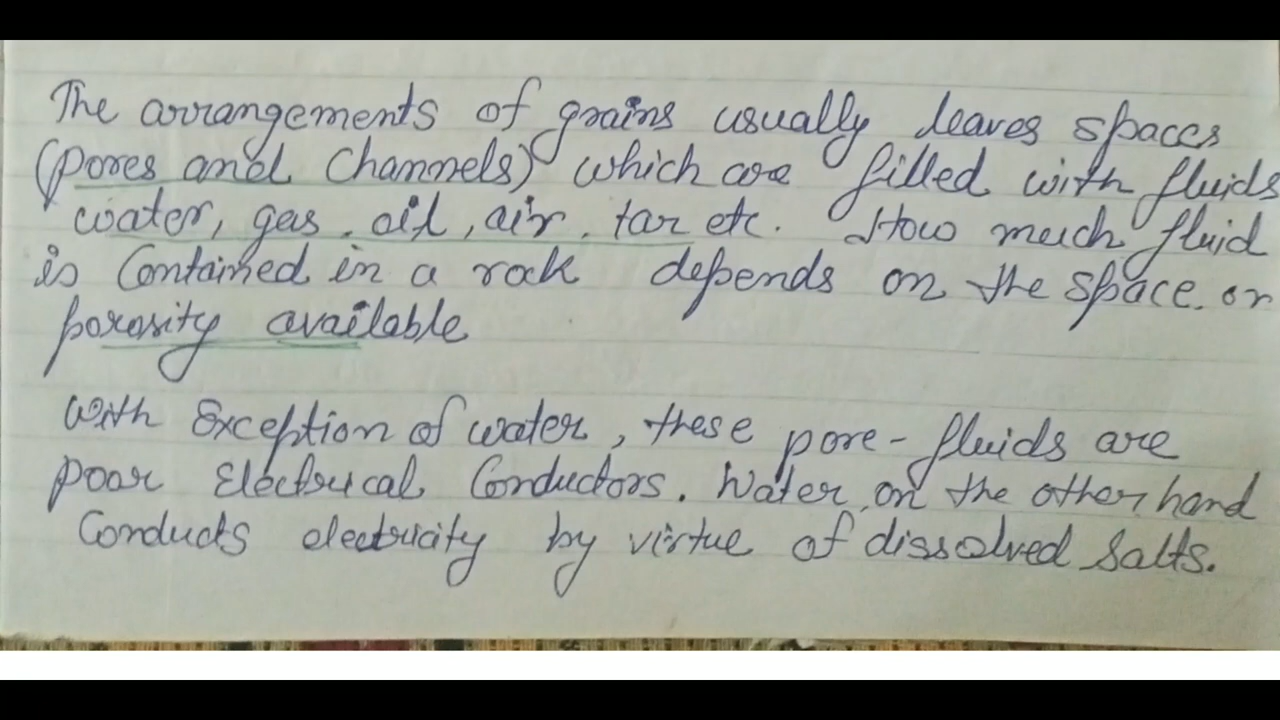 The arrangements of grains usually leaves spaces
(pores and Channels) which are filled with fluids
water, gas, oil, air, tar etc. How much fluid
is Contained in a rock depends on the space or
porosity available
With Exception of water, these pore-fluids are
poor Electrical Conductors. Water, on the other hand
Conducts electricity by virtue of dissolved Salts.